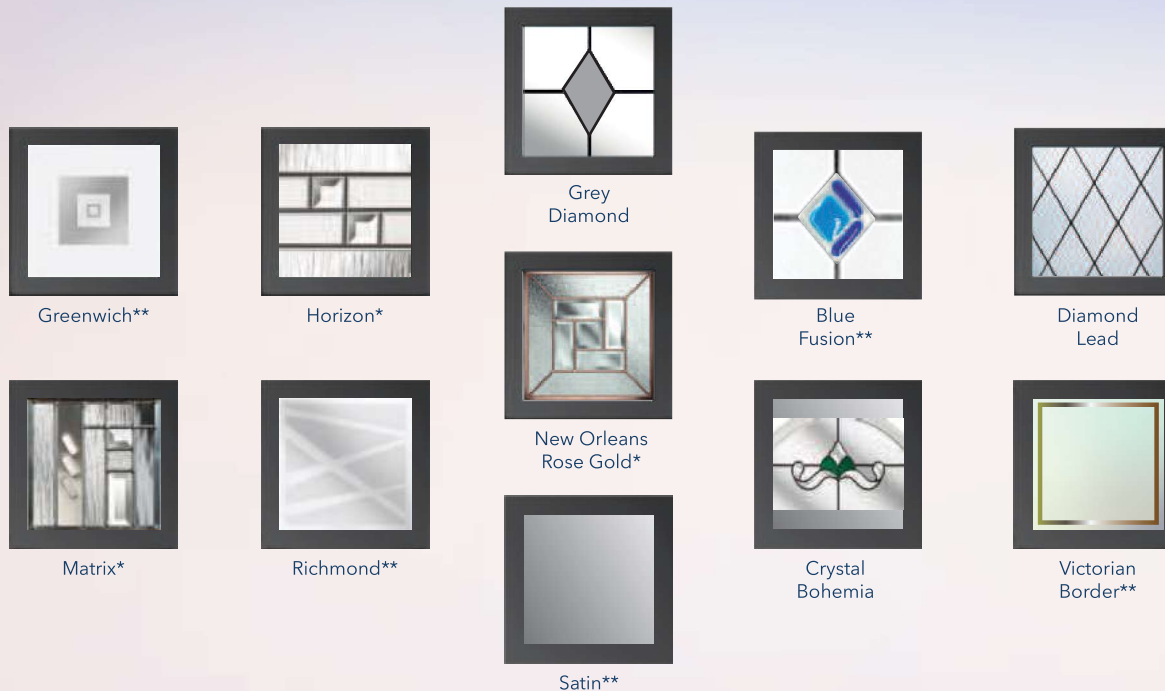 Grey
Diamond
Greenwich**
Horizon*
Blue
Fusion**
Diamond
Lead
New Orleans
Rose Gold*
Matrix*
Richmond**
Crystal
Bohemia
Victorian
Border**
Satin**